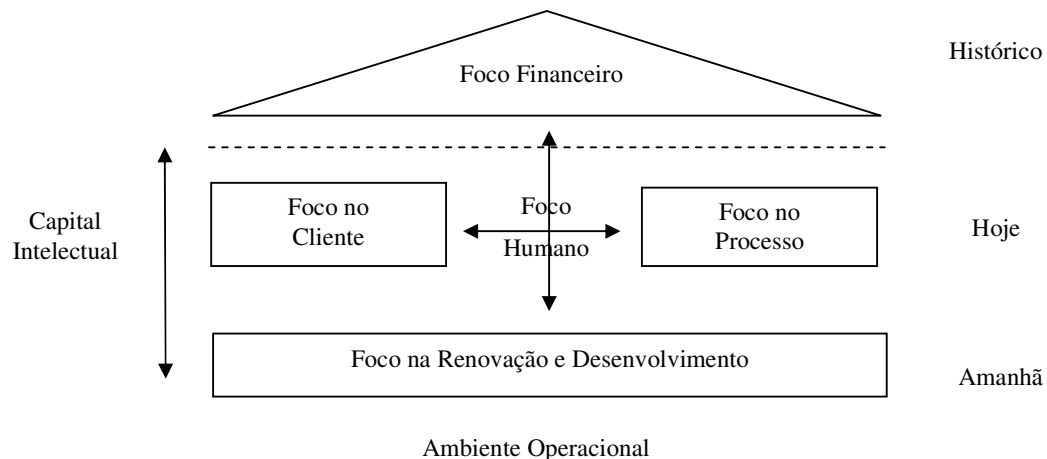 Histórico
Foco Financeiro
Foco no
Cliente
Foco
Humano
Foco no
Processo
Capital
Intelectual
Hoje
Foco na Renovação e Desenvolvimento
Amanhã
Ambiente Operacional